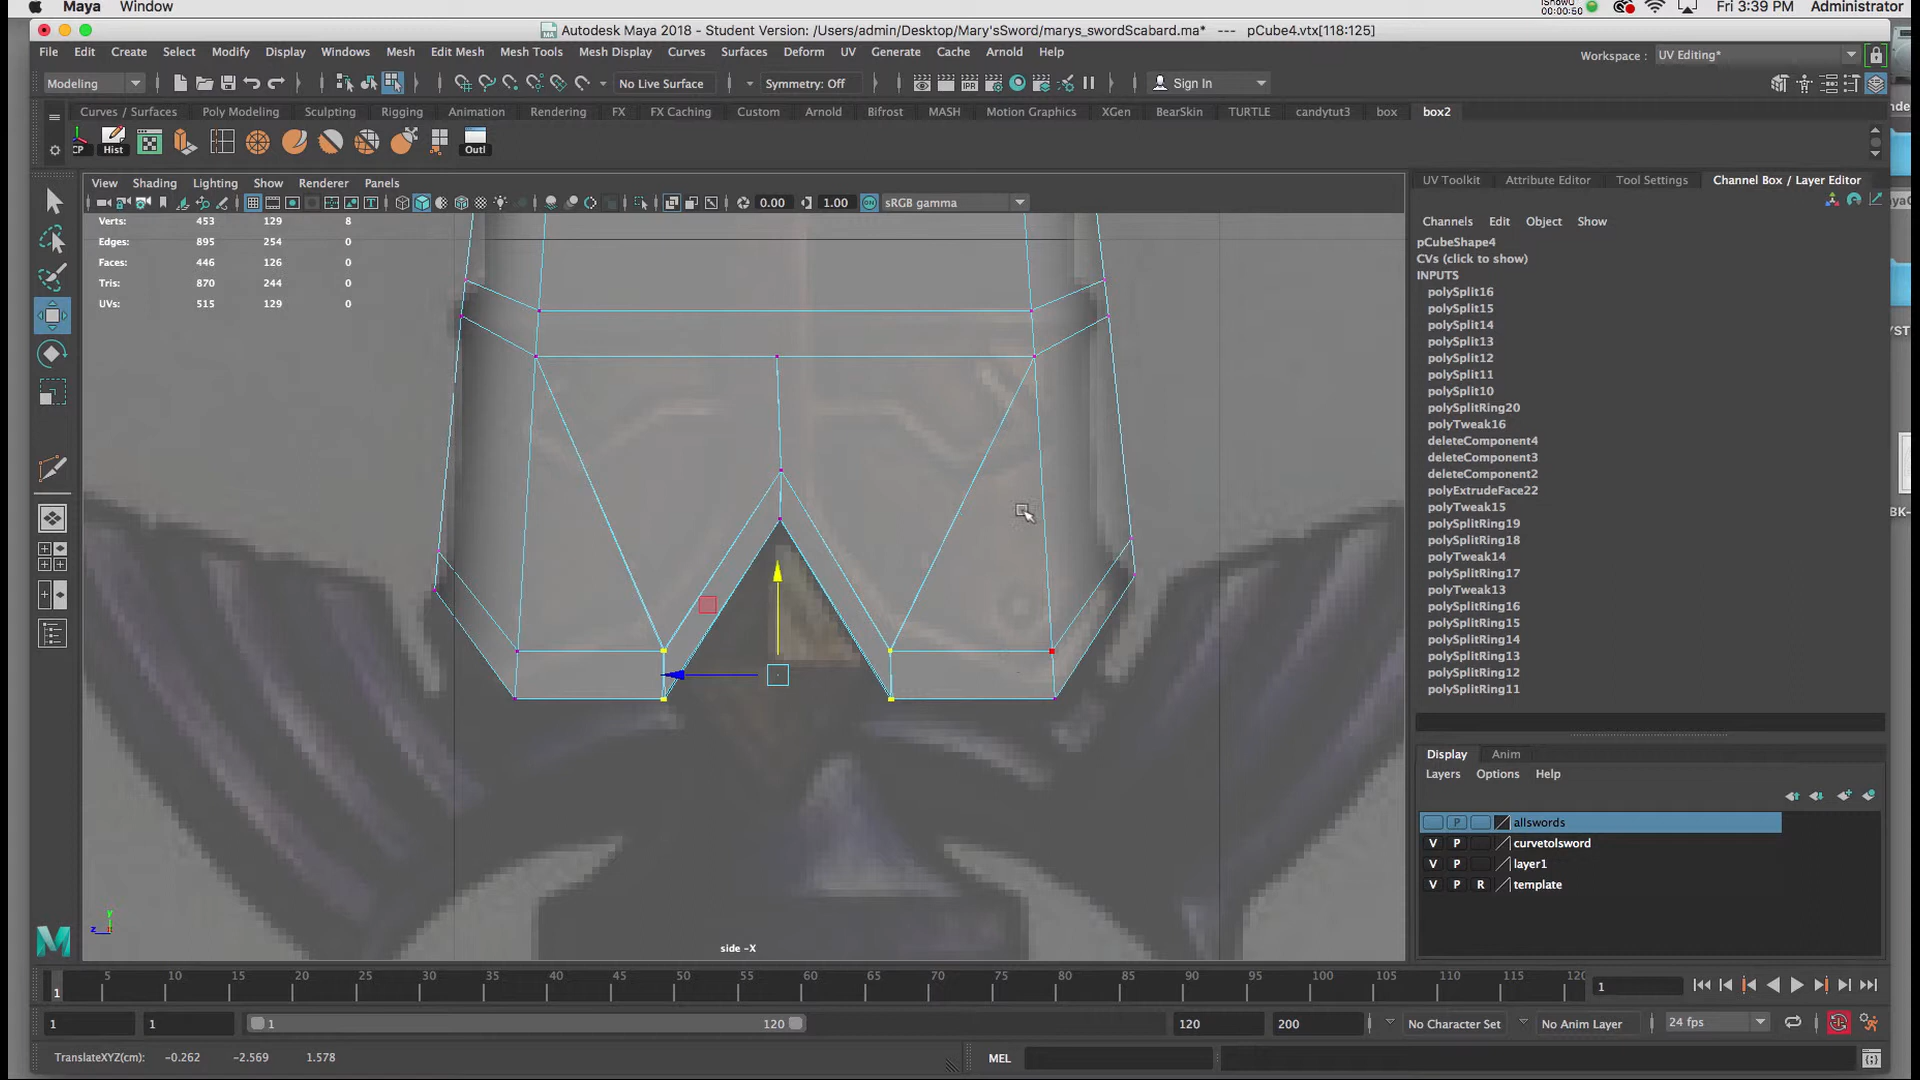 Maya Window iShowU 00:00:50 Fri 3:39 PM Administrator
Autodesk Maya 2018 - Student Version: /Users/admin/Desktop/Mary'sSword/marys_swordScabard.ma* --- pCube4.vtx[118:125]
File Edit Create Select Modify Display Windows Mesh Edit Mesh Mesh Tools Mesh Display Curves Surfaces Deform UV Generate Cache Arnold Help
Workspace : UV Editing*
Modeling No Live Surface Symmetry: Off Sign In
Curves / Surfaces Poly Modeling Sculpting Rigging Animation Rendering FX FX Caching Custom Arnold Bifrost MASH Motion Graphics XGen BearSkin TURTLE candytut3 box box2
CP Hist Outl
View Shading Lighting Show Renderer Panels
0.00 1.00 sRGB gamma
UV Toolkit Attribute Editor Tool Settings Channel Box / Layer Editor
Verts: 453 129 8
Edges: 895 254 0
Faces: 446 126 0
Tris: 870 244 0
UVs: 515 129 0
Channels Edit Object Show
pCubeShape4
CVs (click to show)
INPUTS
polySplit16
polySplit15
polySplit14
polySplit13
polySplit12
polySplit11
polySplit10
polySplitRing20
polyTweak16
deleteComponent4
deleteComponent3
deleteComponent2
polyExtrudeFace22
polyTweak15
polySplitRing19
polySplitRing18
polyTweak14
polySplitRing17
polyTweak13
polySplitRing16
polySplitRing15
polySplitRing14
polySplitRing13
polySplitRing12
polySplitRing11
Display Anim
Layers Options Help
P allswords
V P curvetolsword
V P layer1
V P R template
y
z
side -X
5 10 15 20 25 30 35 40 45 50 55 60 65 70 75 80 85 90 95 100 105 110 115 120
1 1
1 1 1 120 120 200 No Character Set No Anim Layer 24 fps
TranslateXYZ(cm): -0.262 -2.569 1.578 MEL